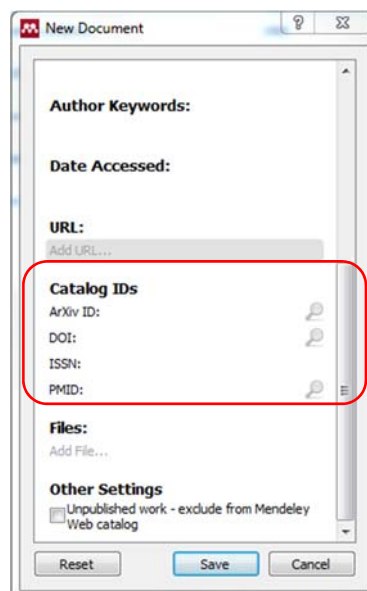 New Document
Author Keywords:
Date Accessed:
URL:
Add URL...
Catalog IDs
ArXiv ID:
DOI:
ISSN:
PMID:
Files:
Add File...
Other Settings
Unpublished work - exclude from Mendeley
Web catalog
Reset Save Cancel